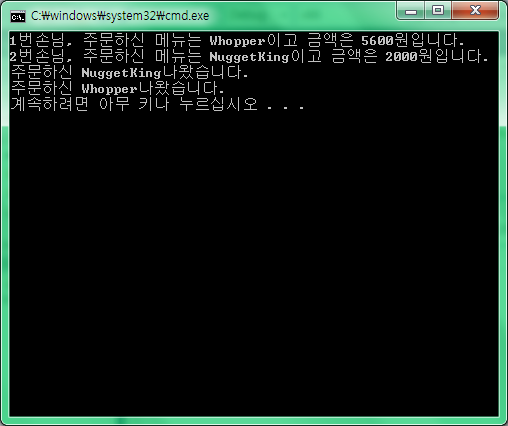 C:₩windows₩system32₩cmd.exe
1번손님, 주문하신 메뉴는 Whopper이고 금액은 5600원입니다.
2번손님, 주문하신 메뉴는 NuggetKing이고 금액은 2000원입니다.
주문하신 NuggetKing나왔습니다.
주문하신 Whopper나왔습니다.
계속하려면 아무 키나 누르십시오 . . .